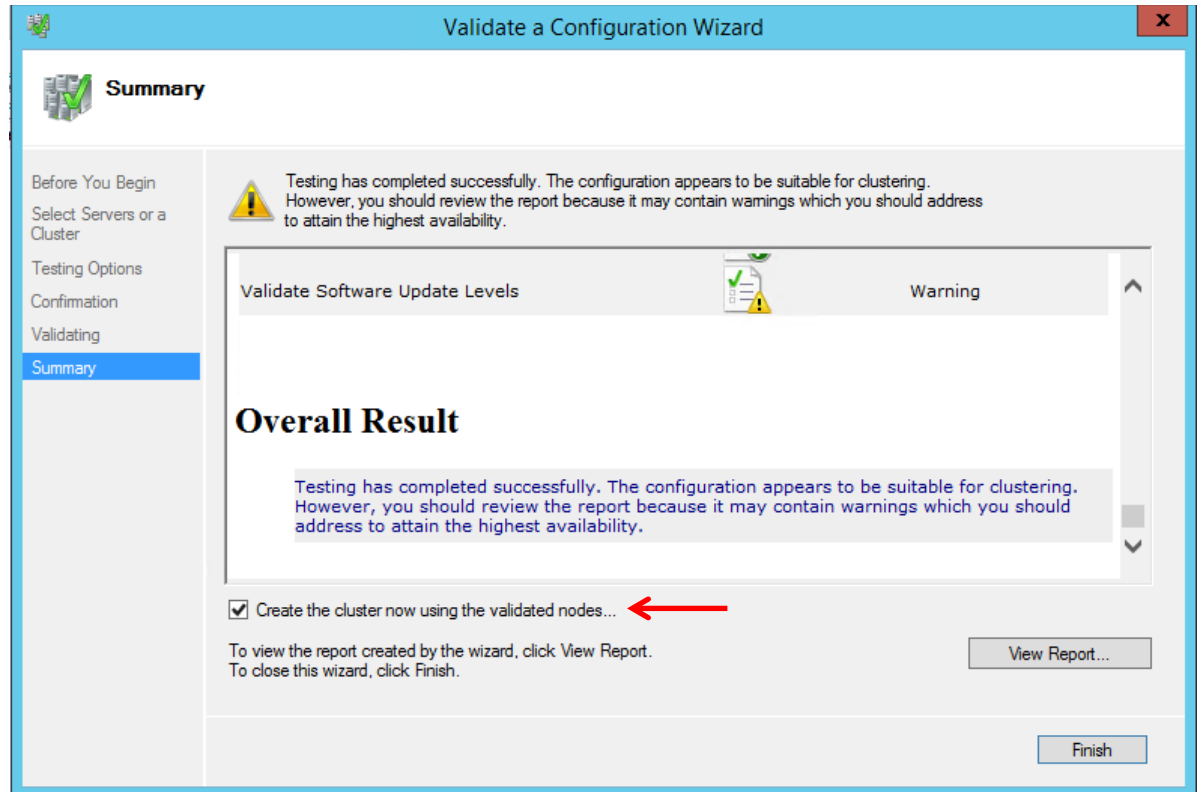 Validate a Configuration Wizard
x
Summary
Before You Begin
Select Servers or a
Cluster
Testing Options
Confirmation
Validating
Summary
Testing has completed successfully. The configuration appears to be suitable for clustering.
However, you should review the report because it may contain warnings which you should address
to attain the highest availability.
Validate Software Update Levels Warning
Overall Result
Testing has completed successfully. The configuration appears to be suitable for clustering.
However, you should review the report because it may contain warnings which you should
address to attain the highest availability.
Create the cluster now using the validated nodes...
To view the report created by the wizard, click View Report.
To close this wizard, click Finish.
View Report...
Finish